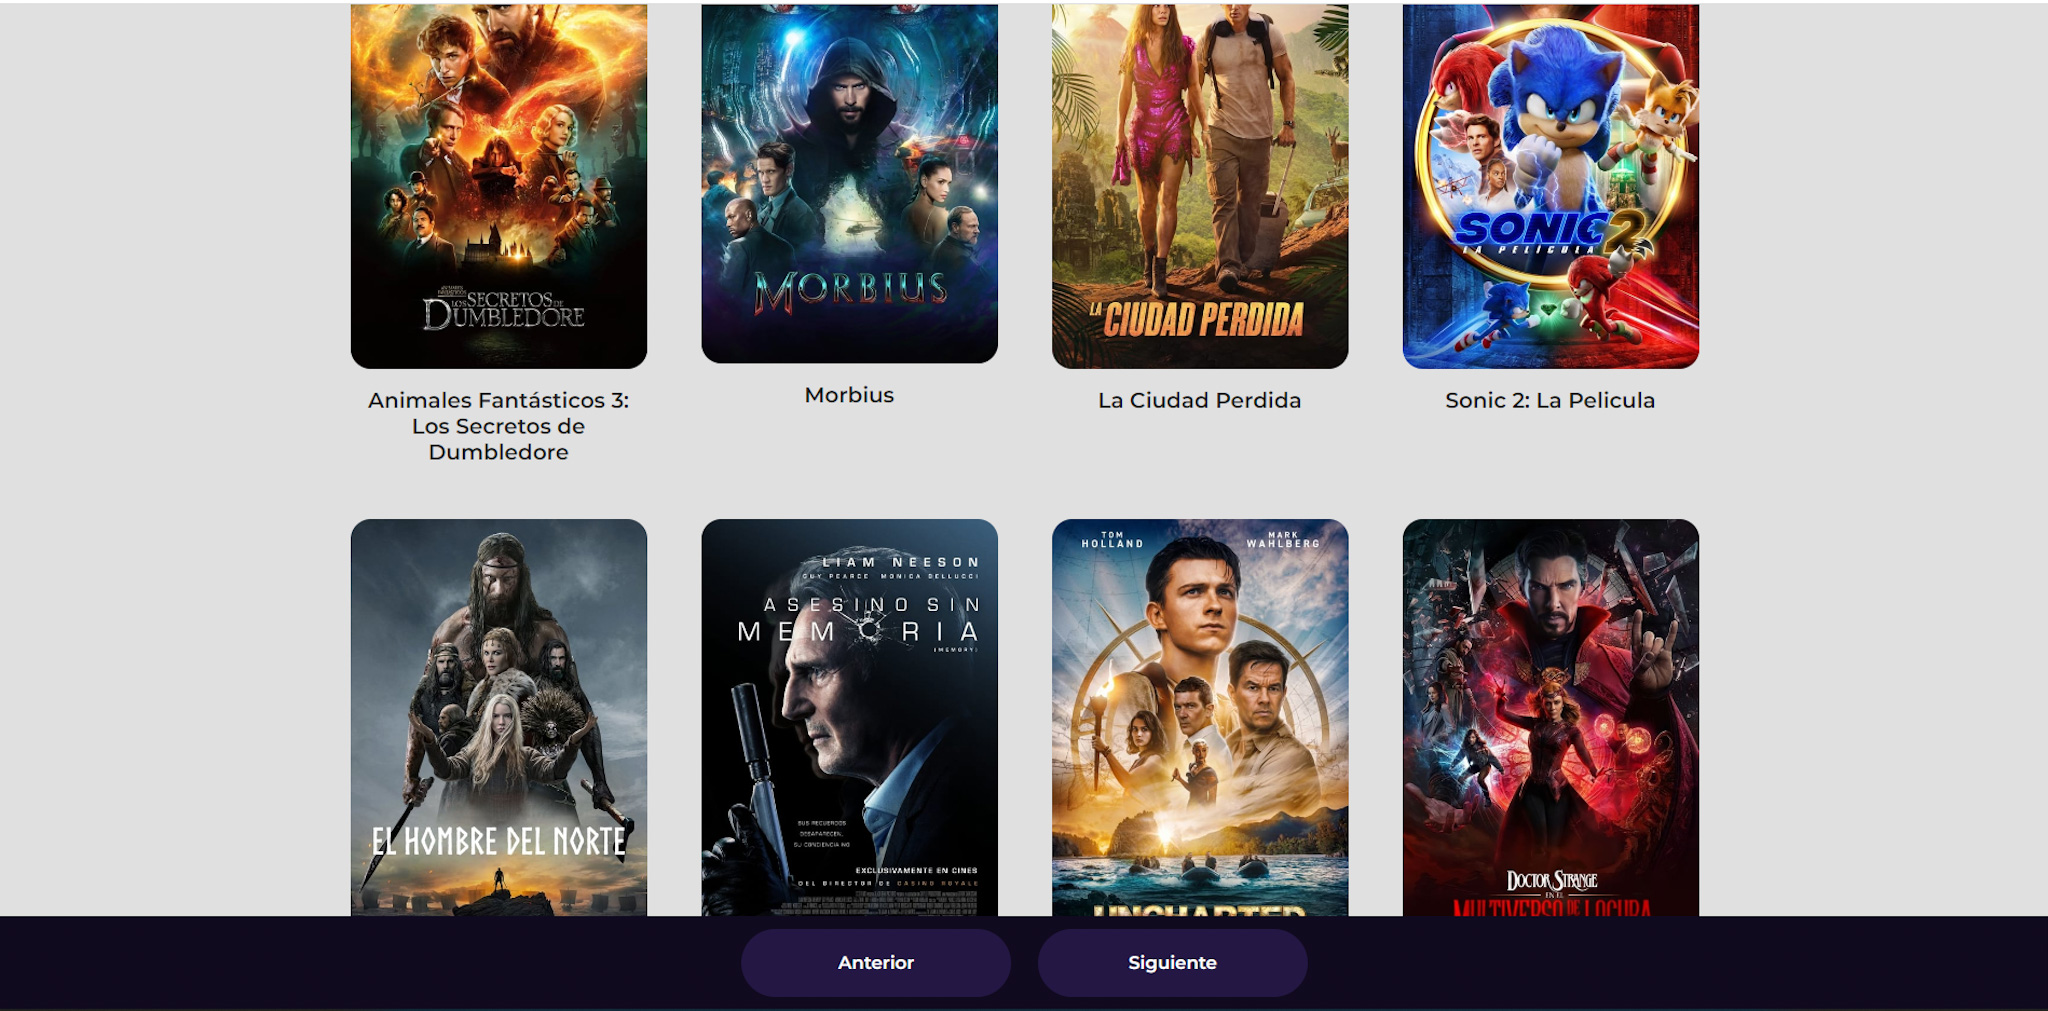 ANIMALES
FANTÁSTICOS
LOS SECRETOS DE
DUMBLEDORE
MORBIUS
LA CIUDAD PERDIDA
SONIC 2
LA PELÍCULA
Animales Fantásticos 3:
Los Secretos de
Dumbledore
Morbius
La Ciudad Perdida
Sonic 2: La Pelicula
EL HOMBRE DEL NORTE
LIAM NEESON
GUY PEARCE MONICA BELLUCCI
ASESINO SIN
MEMORIA
(MEMORY)
SUS RECUERDOS
DESAPARECEN,
SU CONCIENCIA NO
EXCLUSIVAMENTE EN CINES
DEL DIRECTOR DE CASINO ROYALE
TOM
HOLLAND
MARK
WAHLBERG
UNCHARTED
DOCTOR STRANGE
EN EL
MULTIVERSO DE LOCURA
Anterior
Siguiente